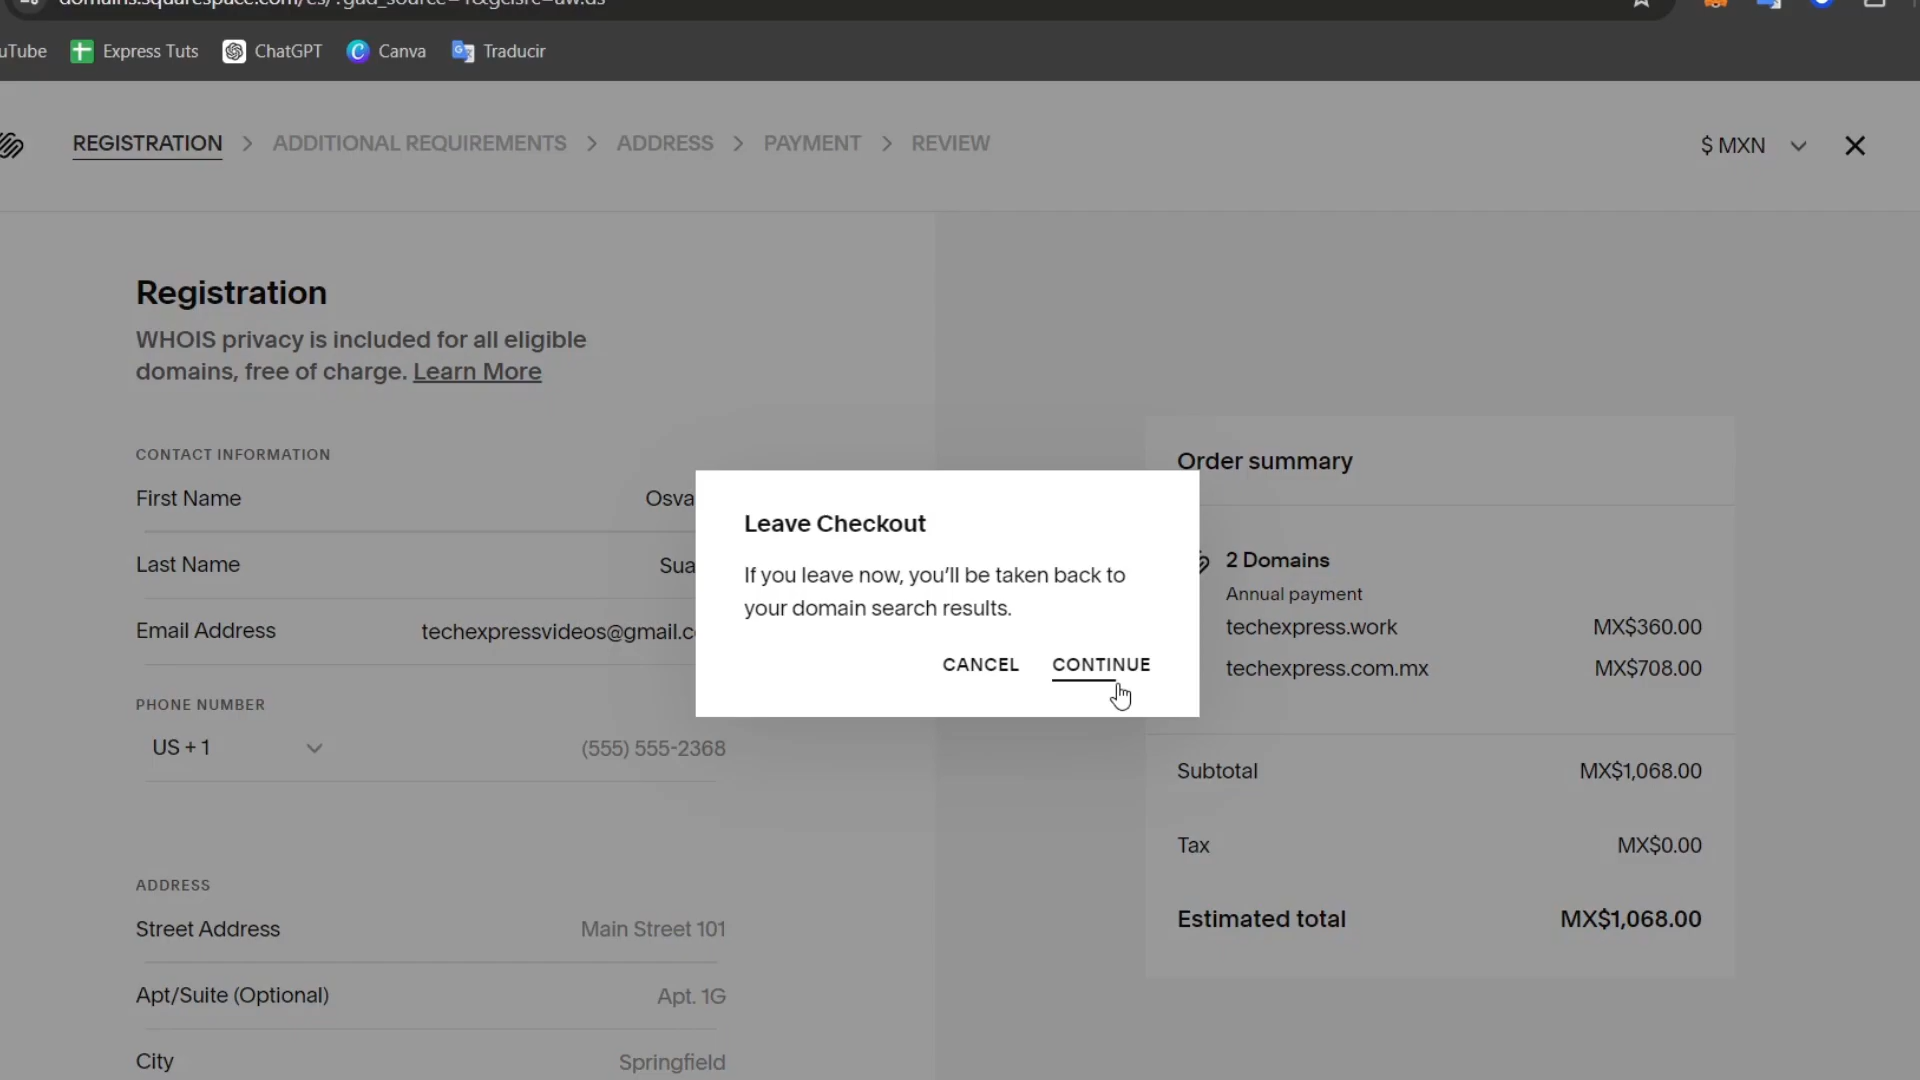 Express Tuts
ChatGPT
Canva
Traducir
REGISTRATION
ADDITIONAL REQUIREMENTS
ADDRESS
PAYMENT
REVIEW
$ MXN
Registration
WHOIS privacy is included for all eligible
domains, free of charge. Learn More
CONTACT INFORMATION
First Name
Osva
Last Name
Sua
Email Address
techexpressvideos@gmail.c
PHONE NUMBER
US + 1
(555) 555-2368
ADDRESS
Street Address
Main Street 101
Apt/Suite (Optional)
Apt. 1G
City
Springfield
Leave Checkout
If you leave now, you’ll be taken back to
your domain search results.
CANCEL
CONTINUE
Order summary
2 Domains
Annual payment
techexpress.work
MX$360.00
techexpress.com.mx
MX$708.00
Subtotal
MX$1,068.00
Tax
MX$0.00
Estimated total
MX$1,068.00